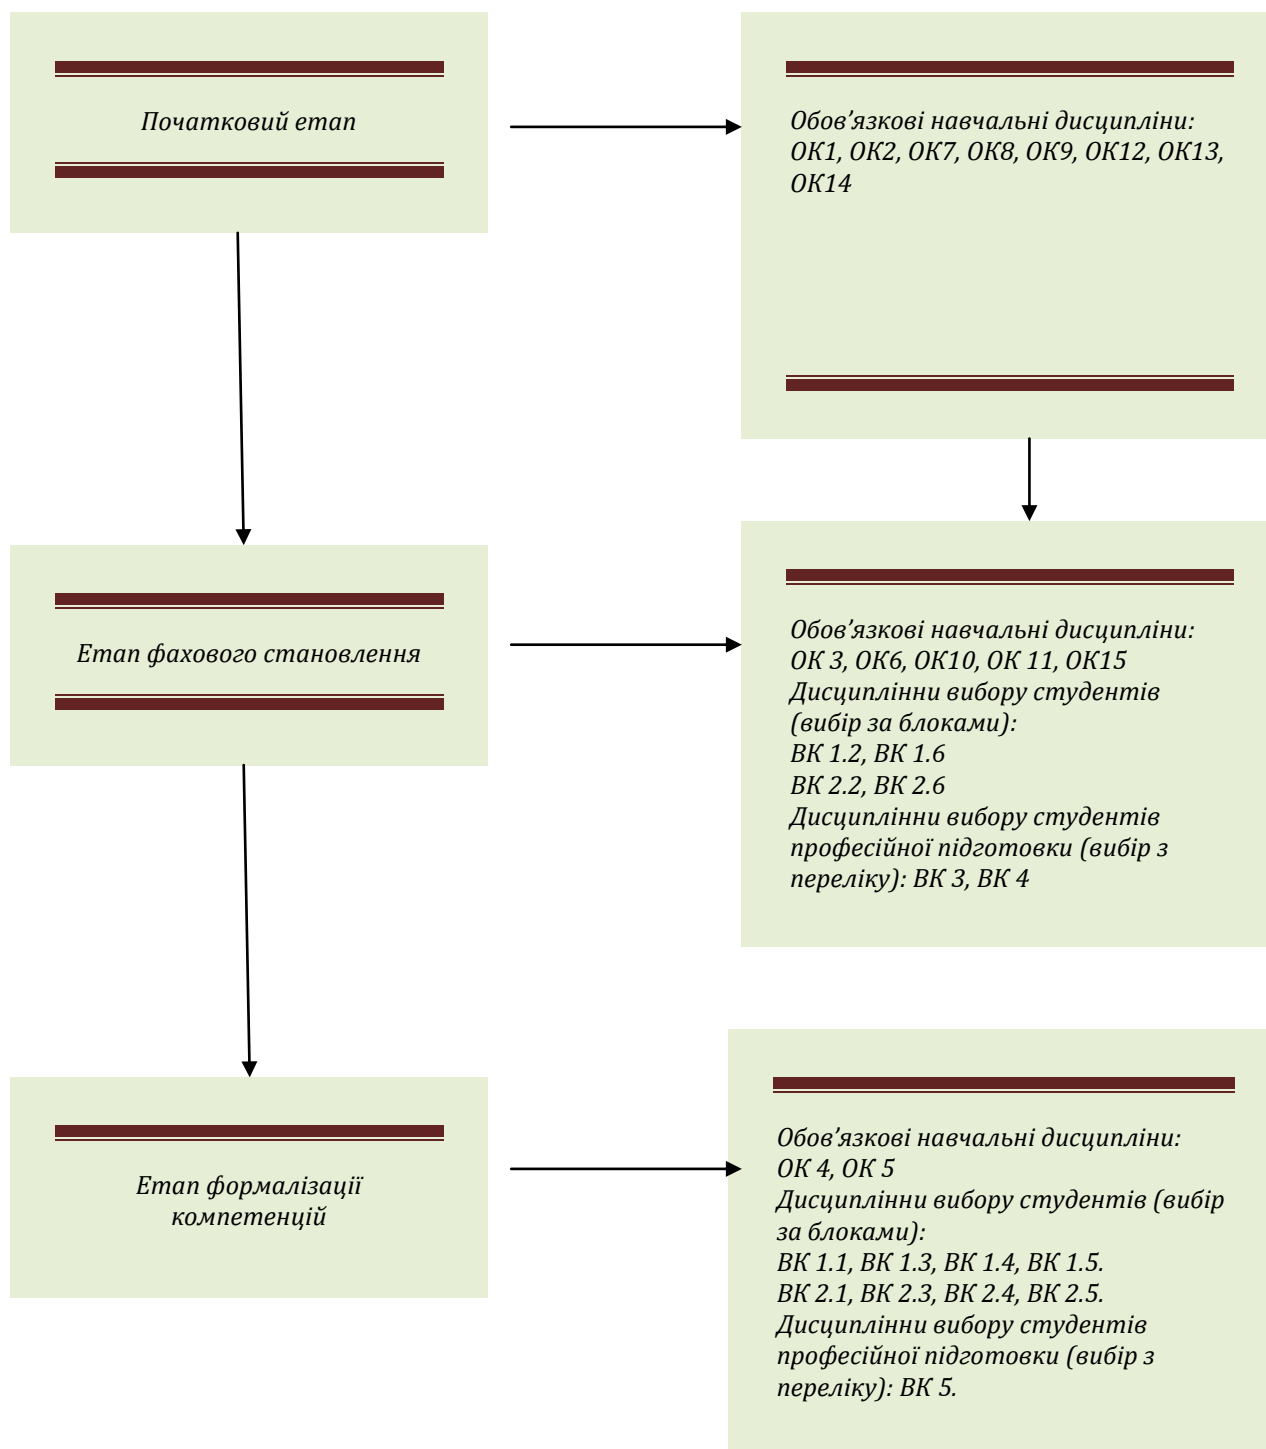 Початковий етап
Обов'язкові навчальні дисципліни:
ОК1, ОК2, ОК7, ОК8, ОК9, ОК12, ОК13,
ОК14
Етап фахового становлення
Обов'язкові навчальні дисципліни:
ОК 3, ОК6, ОК10, ОК 11, ОК15
Дисциплінни вибору студентів
(вибір за блоками):
ВК 1.2, ВК 1.6
ВК 2.2, ВК 2.6
Дисциплінни вибору студентів
професійної підготовки (вибір з
переліку): ВК 3, ВК 4
Етап формалізації
компетенцій
Обов'язкові навчальні дисципліни:
ОК 4, ОК 5
Дисциплінни вибору студентів (вибір
за блоками):
ВК 1.1, ВК 1.3, ВК 1.4, ВК 1.5.
ВК 2.1, ВК 2.3, ВК 2.4, ВК 2.5.
Дисциплінни вибору студентів
професійної підготовки (вибір з
переліку): ВК 5.